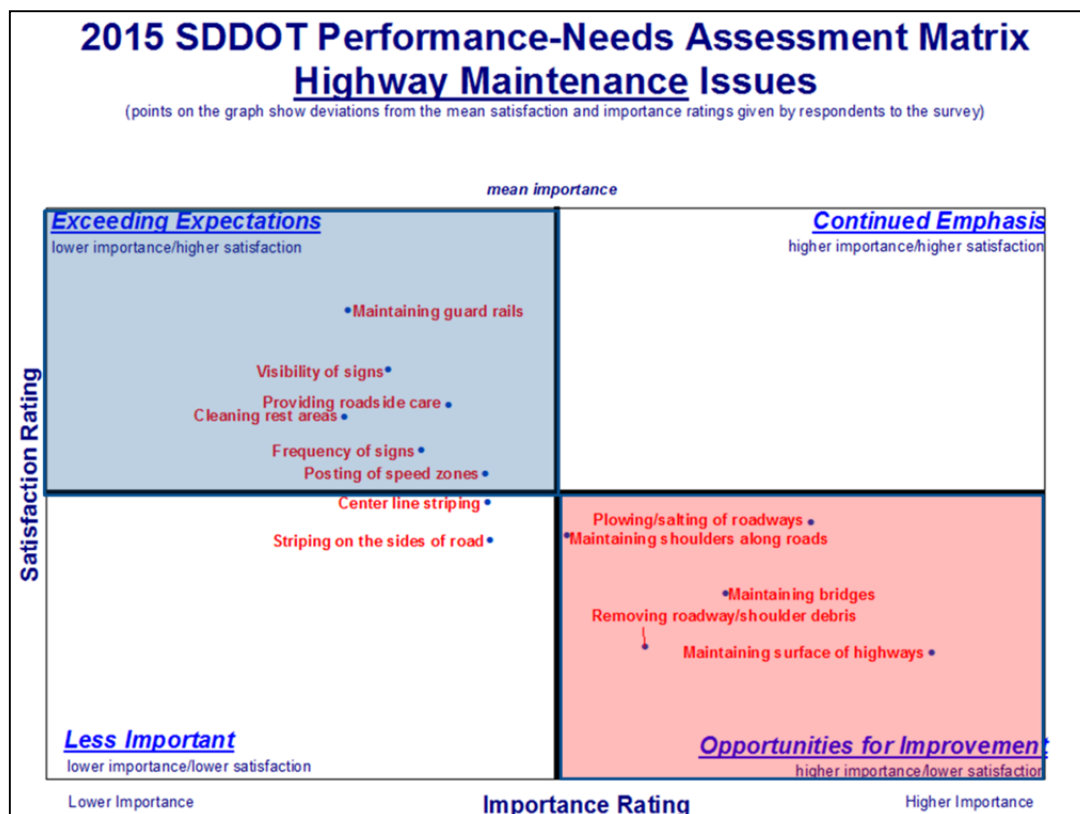 2015 SDDOT Performance-Needs Assessment Matrix
Highway Maintenance Issues
(points on the graph show deviations from the mean satisfaction and importance ratings given by respondents to the survey)
mean importance
Exceeding Expectations
lower importance/higher satisfaction
Continued Emphasis
higher importance/higher satisfaction
Maintaining guard rails
Visibility of signs
Providing roadside care
Cleaning rest areas
Frequency of signs
Posting of speed zones
Satisfaction Rating
Center line striping
Striping on the sides of road
Plowing/salting of roadways
Maintaining shoulders along roads
Maintaining bridges
Removing roadway/shoulder debris
Maintaining surface of highways
Less Important
lower importance/lower satisfaction
Opportunities for Improvement
higher importance/lower satisfaction
Lower Importance
Importance Rating
Higher Importance